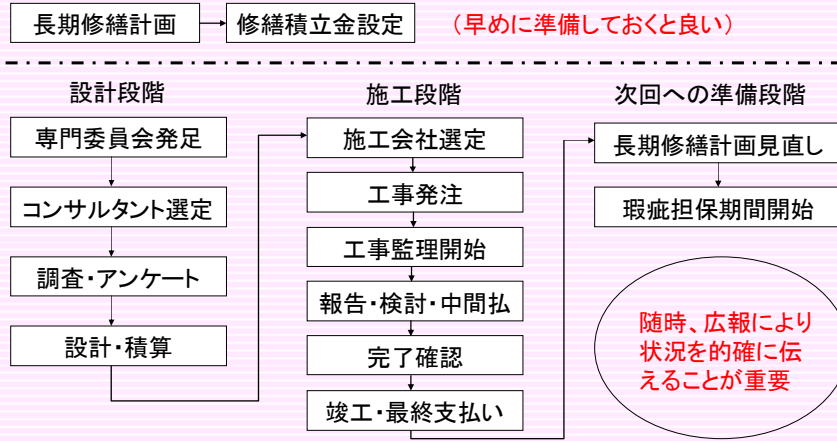 長期修繕計画
修繕積立金設定
(早めに準備しておくと良い)
設計段階
専門委員会発足
コンサルタント選定
調査・アンケート
設計・積算
施工段階
施工会社選定
工事発注
工事監理開始
報告・検討・中間払
完了確認
竣工・最終支払い
次回への準備段階
長期修繕計画見直し
瑕疵担保期間開始
随時、広報により
状況を的確に伝
えることが重要